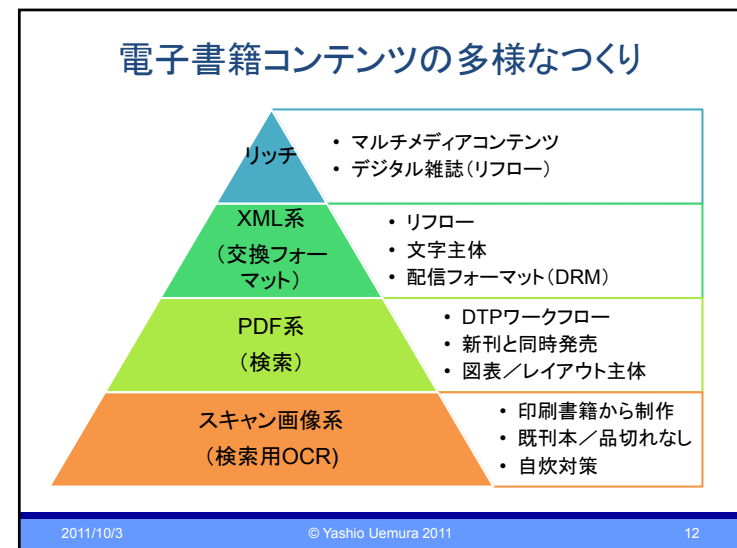 電子書籍コンテンツの多様なつくり
リッチ
• マルチメディアコンテンツ
• デジタル雑誌(リフロー)
XML系
(交換フォー
マット)
• リフロー
• 文字主体
• 配信フォーマット(DRM)
PDF系
(検索)
• DTPワークフロー
• 新刊と同時発売
• 図表/レイアウト主体
スキャン画像系
(検索用OCR)
• 印刷書籍から制作
• 既刊本/品切れなし
• 自炊対策
2011/10/3
© Yashio Uemura 2011
12